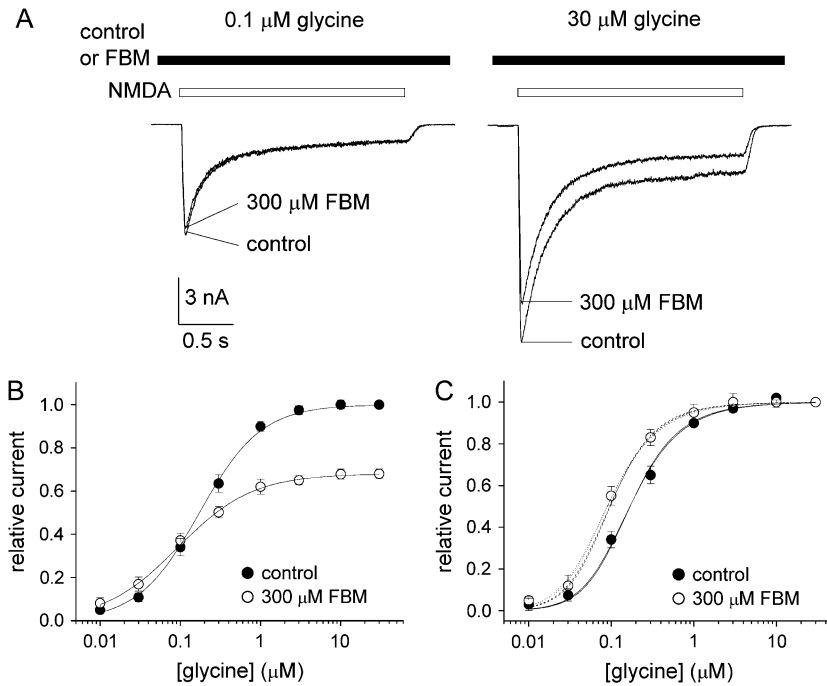 A
0.1 μM glycine
30 μM glycine
control
or FBM
NMDA
300 μM FBM
control
300 μM FBM
control
3 nA
0.5 s
B
1.0
0.8
0.6
0.4
0.2
0.0
relative current
control
300 μM FBM
0.01
0.1
1
10
[glycine] (μM)
C
1.0
0.8
0.6
0.4
0.2
0.0
relative current
control
300 μM FBM
0.01
0.1
1
10
[glycine] (μM)